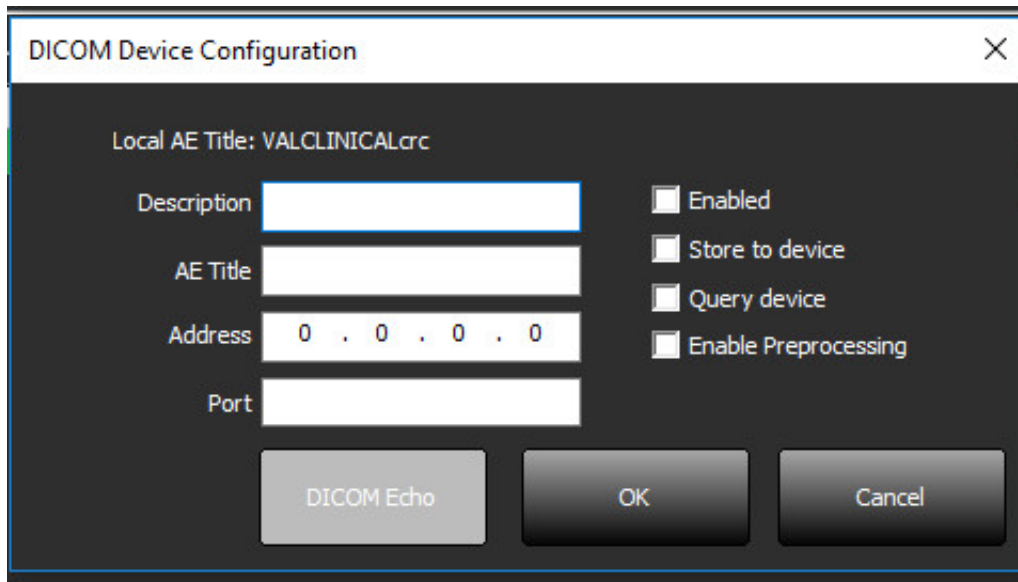 DICOM Device Configuration
Local AE Title: VALCLINICALcrc
Description
Enabled
AE Title
Store to device
Query device
Address 0 . 0 . 0 . 0
Enable Preprocessing
Port
DICOM Echo OK Cancel